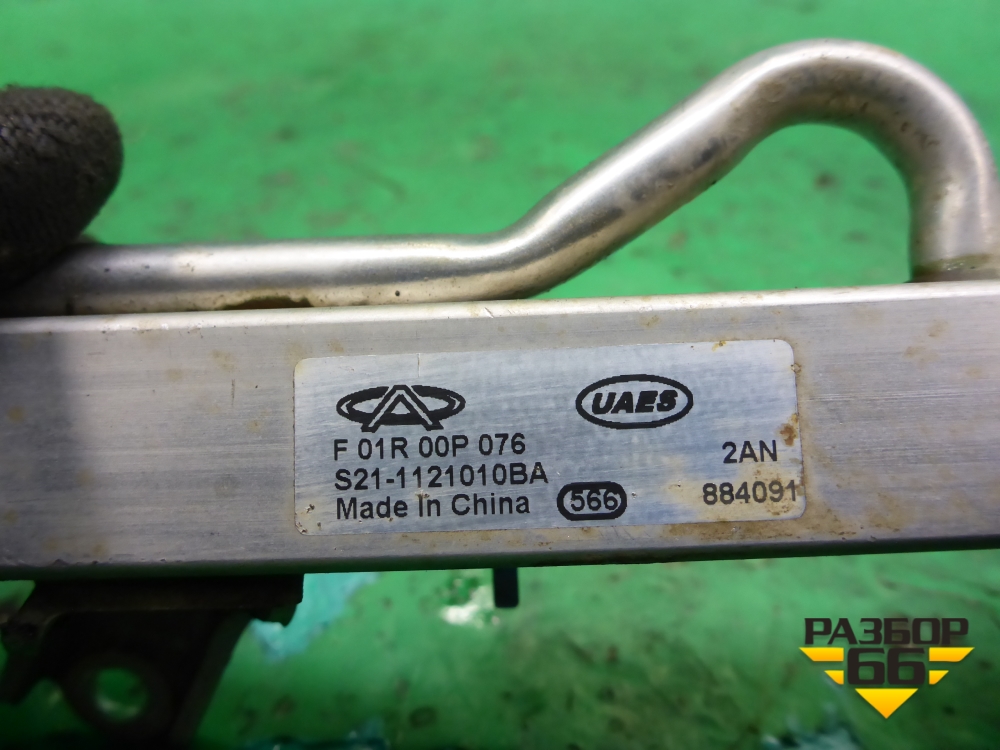 UAES
F 01R 00P 076
2AN
S21-1121010BA
884091
Made In China
566
РАЗБОР
66